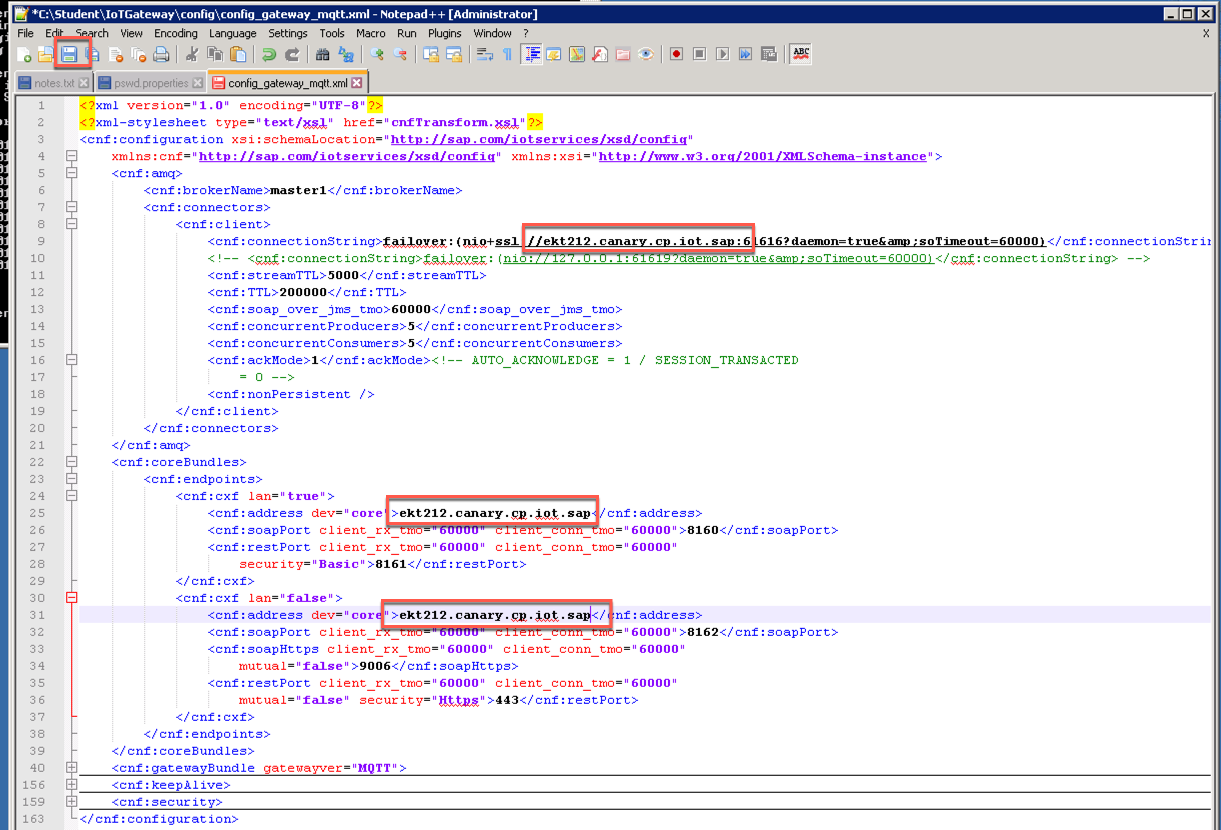 *C:\Student\IoTGateway\config\config_gateway_mqtt.xml - Notepad++ [Administrator]
File Edit Search View Encoding Language Settings Tools Macro Run Plugins Window ? X
ABC
notes.txt pswd.properties config_gateway_mqtt.xml
1 <?xml version="1.0" encoding="UTF-8"?>
2 <?xml-stylesheet type="text/xsl" href="cnfTransform.xsl"?>
3 <cnf:configuration xsi:schemaLocation="http://sap.com/iotservices/xsd/config"
4 xmlns:cnf="http://sap.com/iotservices/xsd/config" xmlns:xsi="http://www.w3.org/2001/XMLSchema-instance">
5 <cnf:amq>
6 <cnf:brokerName>master1</cnf:brokerName>
7 <cnf:connectors>
8 <cnf:client>
9 <cnf:connectionString>failover:(nio+ssl //ekt212.canary.cp.iot.sap:61616?daemon=true&amp;soTimeout=60000)</cnf:connectionStrin
10 <!-- <cnf:connectionString>failover:(nio://127.0.0.1:61619?daemon=true&amp;soTimeout=60000)</cnf:connectionString> -->
11 <cnf:streamTTL>5000</cnf:streamTTL>
12 <cnf:TTL>200000</cnf:TTL>
13 <cnf:soap_over_jms_tmo>60000</cnf:soap_over_jms_tmo>
14 <cnf:concurrentProducers>5</cnf:concurrentProducers>
15 <cnf:concurrentConsumers>5</cnf:concurrentConsumers>
16 <cnf:ackMode>1</cnf:ackMode><!-- AUTO_ACKNOWLEDGE = 1 / SESSION_TRANSACTED
17 = 0 -->
18 <cnf:nonPersistent />
19 </cnf:client>
20 </cnf:connectors>
21 </cnf:amq>
22 <cnf:coreBundles>
23 <cnf:endpoints>
24 <cnf:cxf lan="true">
25 <cnf:address dev="core">ekt212.canary.cp.iot.sap</cnf:address>
26 <cnf:soapPort client_rx_tmo="60000" client_conn_tmo="60000">8160</cnf:soapPort>
27 <cnf:restPort client_rx_tmo="60000" client_conn_tmo="60000"
28 security="Basic">8161</cnf:restPort>
29 </cnf:cxf>
30 <cnf:cxf lan="false">
31 <cnf:address dev="core">ekt212.canary.cp.iot.sap</cnf:address>
32 <cnf:soapPort client_rx_tmo="60000" client_conn_tmo="60000">8162</cnf:soapPort>
33 <cnf:soapHttps client_rx_tmo="60000" client_conn_tmo="60000"
34 mutual="false">9006</cnf:soapHttps>
35 <cnf:restPort client_rx_tmo="60000" client_conn_tmo="60000"
36 mutual="false" security="Https">443</cnf:restPort>
37 </cnf:cxf>
38 </cnf:endpoints>
39 </cnf:coreBundles>
40 <cnf:gatewayBundle gatewayver="MQTT">
156 <cnf:keepAlive>
159 <cnf:security>
163 </cnf:configuration>